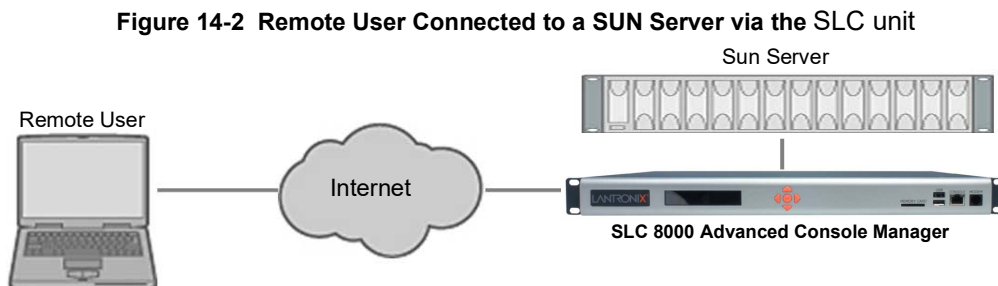 Figure 14-2 Remote User Connected to a SUN Server via the SLC unit
Sun Server
Remote User
Internet
LANTRONIX
SLC 8000 Advanced Console Manager